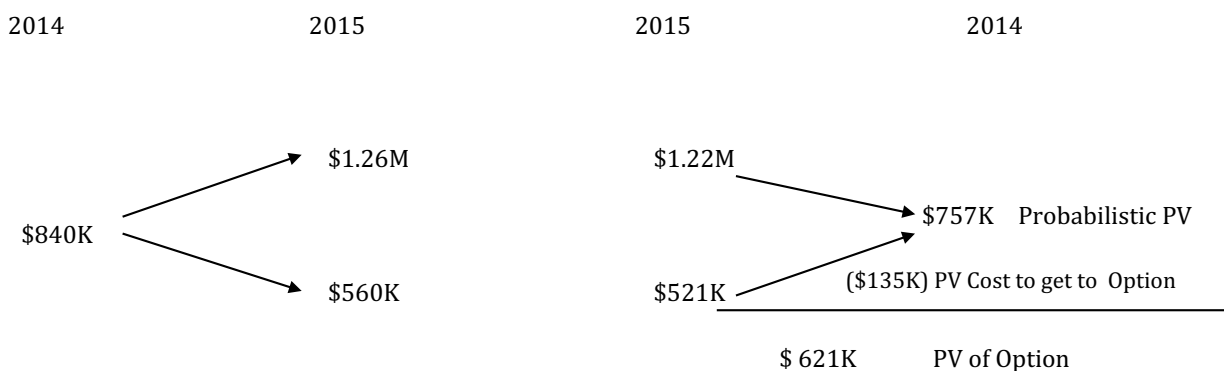 2014 2015 2015 2014
$1.26M $1.22M
$840K $757K Probabilistic PV
$560K $521K ($135K) PV Cost to get to Option
$ 621K PV of Option